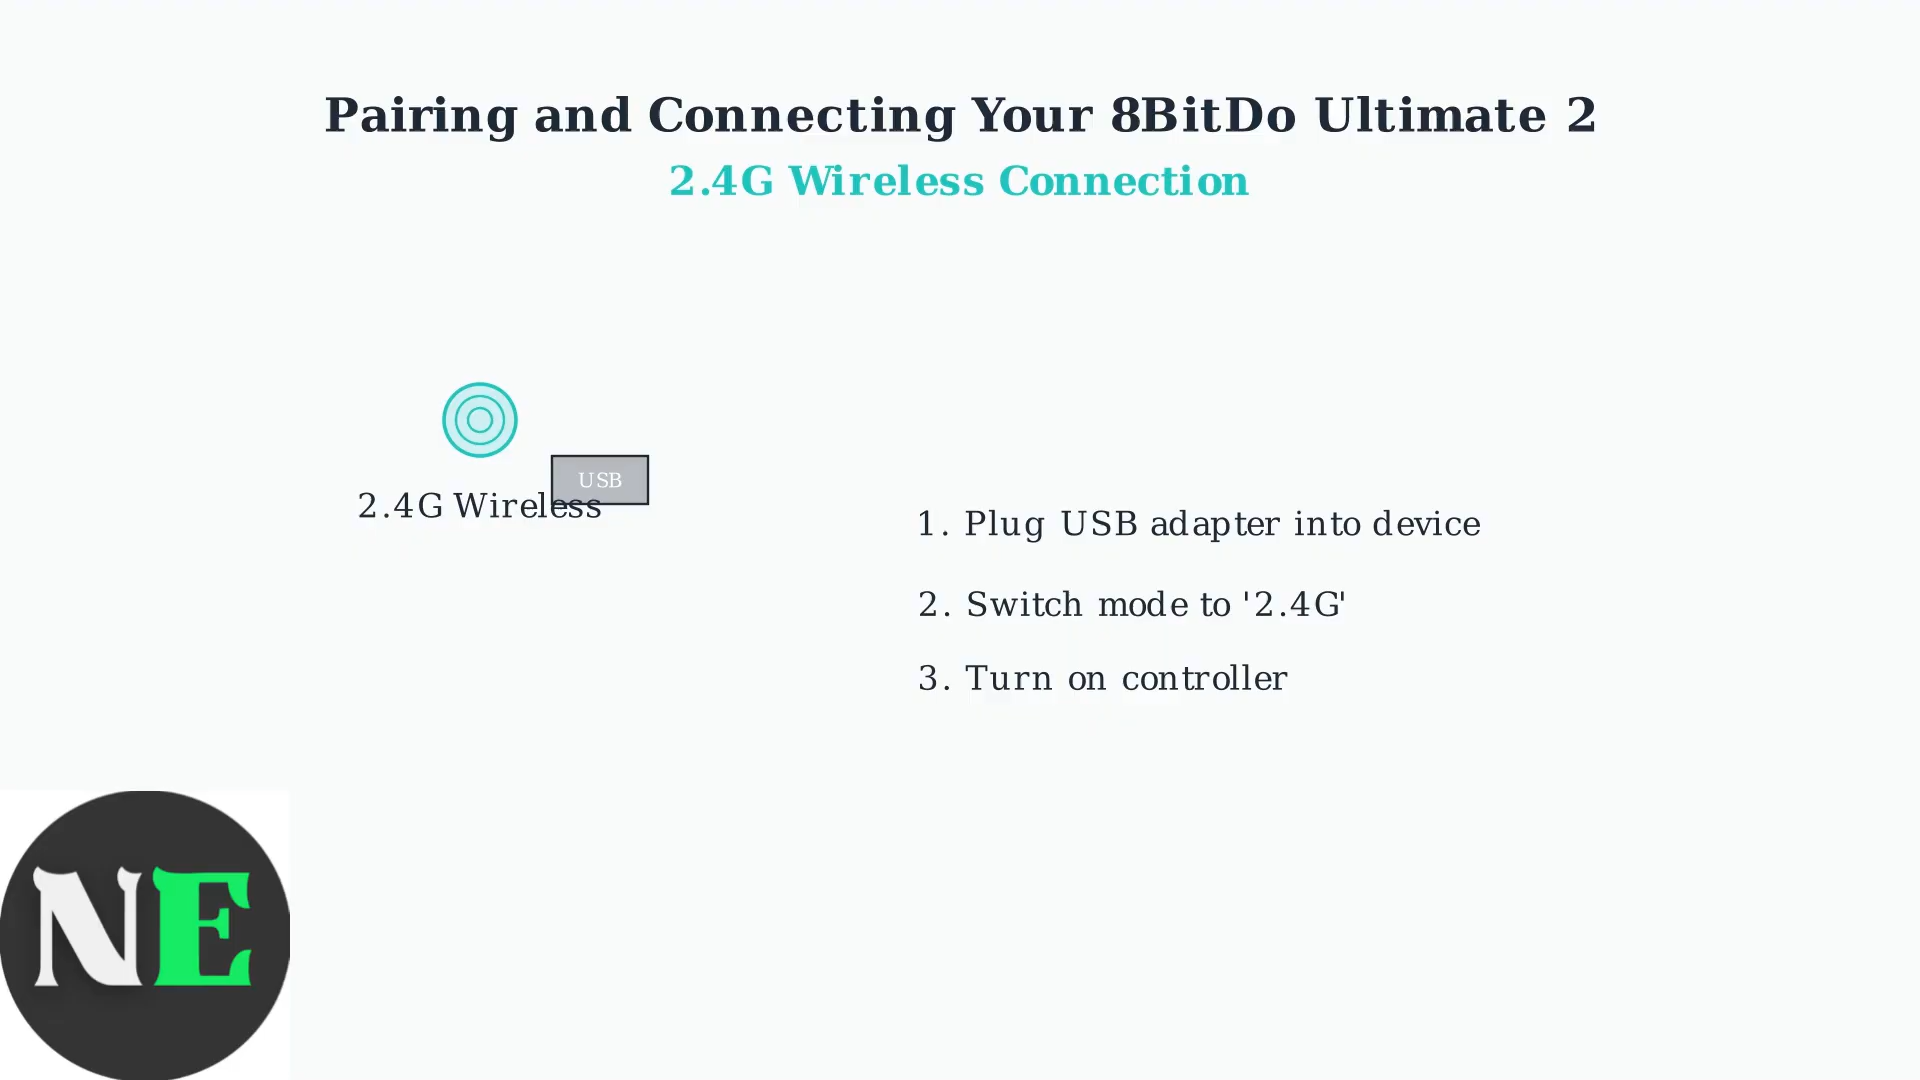 Pairing and Connecting Your 8BitDo Ultimate 2
2.4G Wireless Connection
USB
2.4G Wireless
1. Plug USB adapter into device
2. Switch mode to '2.4G'
3. Turn on controller
NE